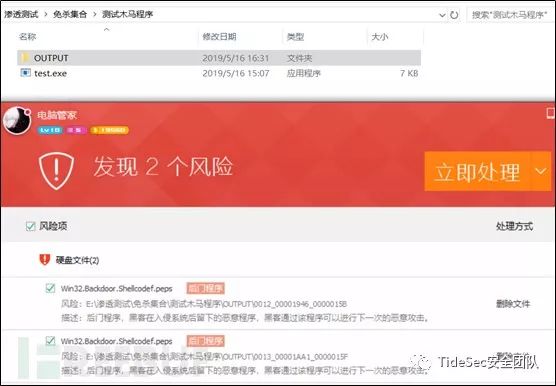 渗透测试 › 免杀集合 › 测试木马程序 搜索"测试木马程序"
名称 修改日期 类型 大小
OUTPUT 2019/5/16 16:31 文件夹
test.exe 2019/5/16 15:07 应用程序 7 KB
电脑管家
发现 2 个风险
立即处理
风险项 处理方式
硬盘文件(2)
Win32.Backdoor.Shellcodef.peps 后门程序
风险：E:\渗透测试\免杀集合\测试木马程序\OUTPUT\0012_00001946_0000015B 删除文件
描述：后门程序，黑客在入侵系统后留下的恶意程序，黑客通过该程序可以进行下一次的恶意攻击。
Win32.Backdoor.Shellcodef.peps 后门程序
风险：E:\渗透测试\免杀集合\测试木马程序\OUTPUT\0013_00001AA1_0000015F
描述：后门程序，黑客在入侵系统后留下的恶意程序，黑客通过该程序可以进行下一次的恶意攻击。
TideSec安全团队